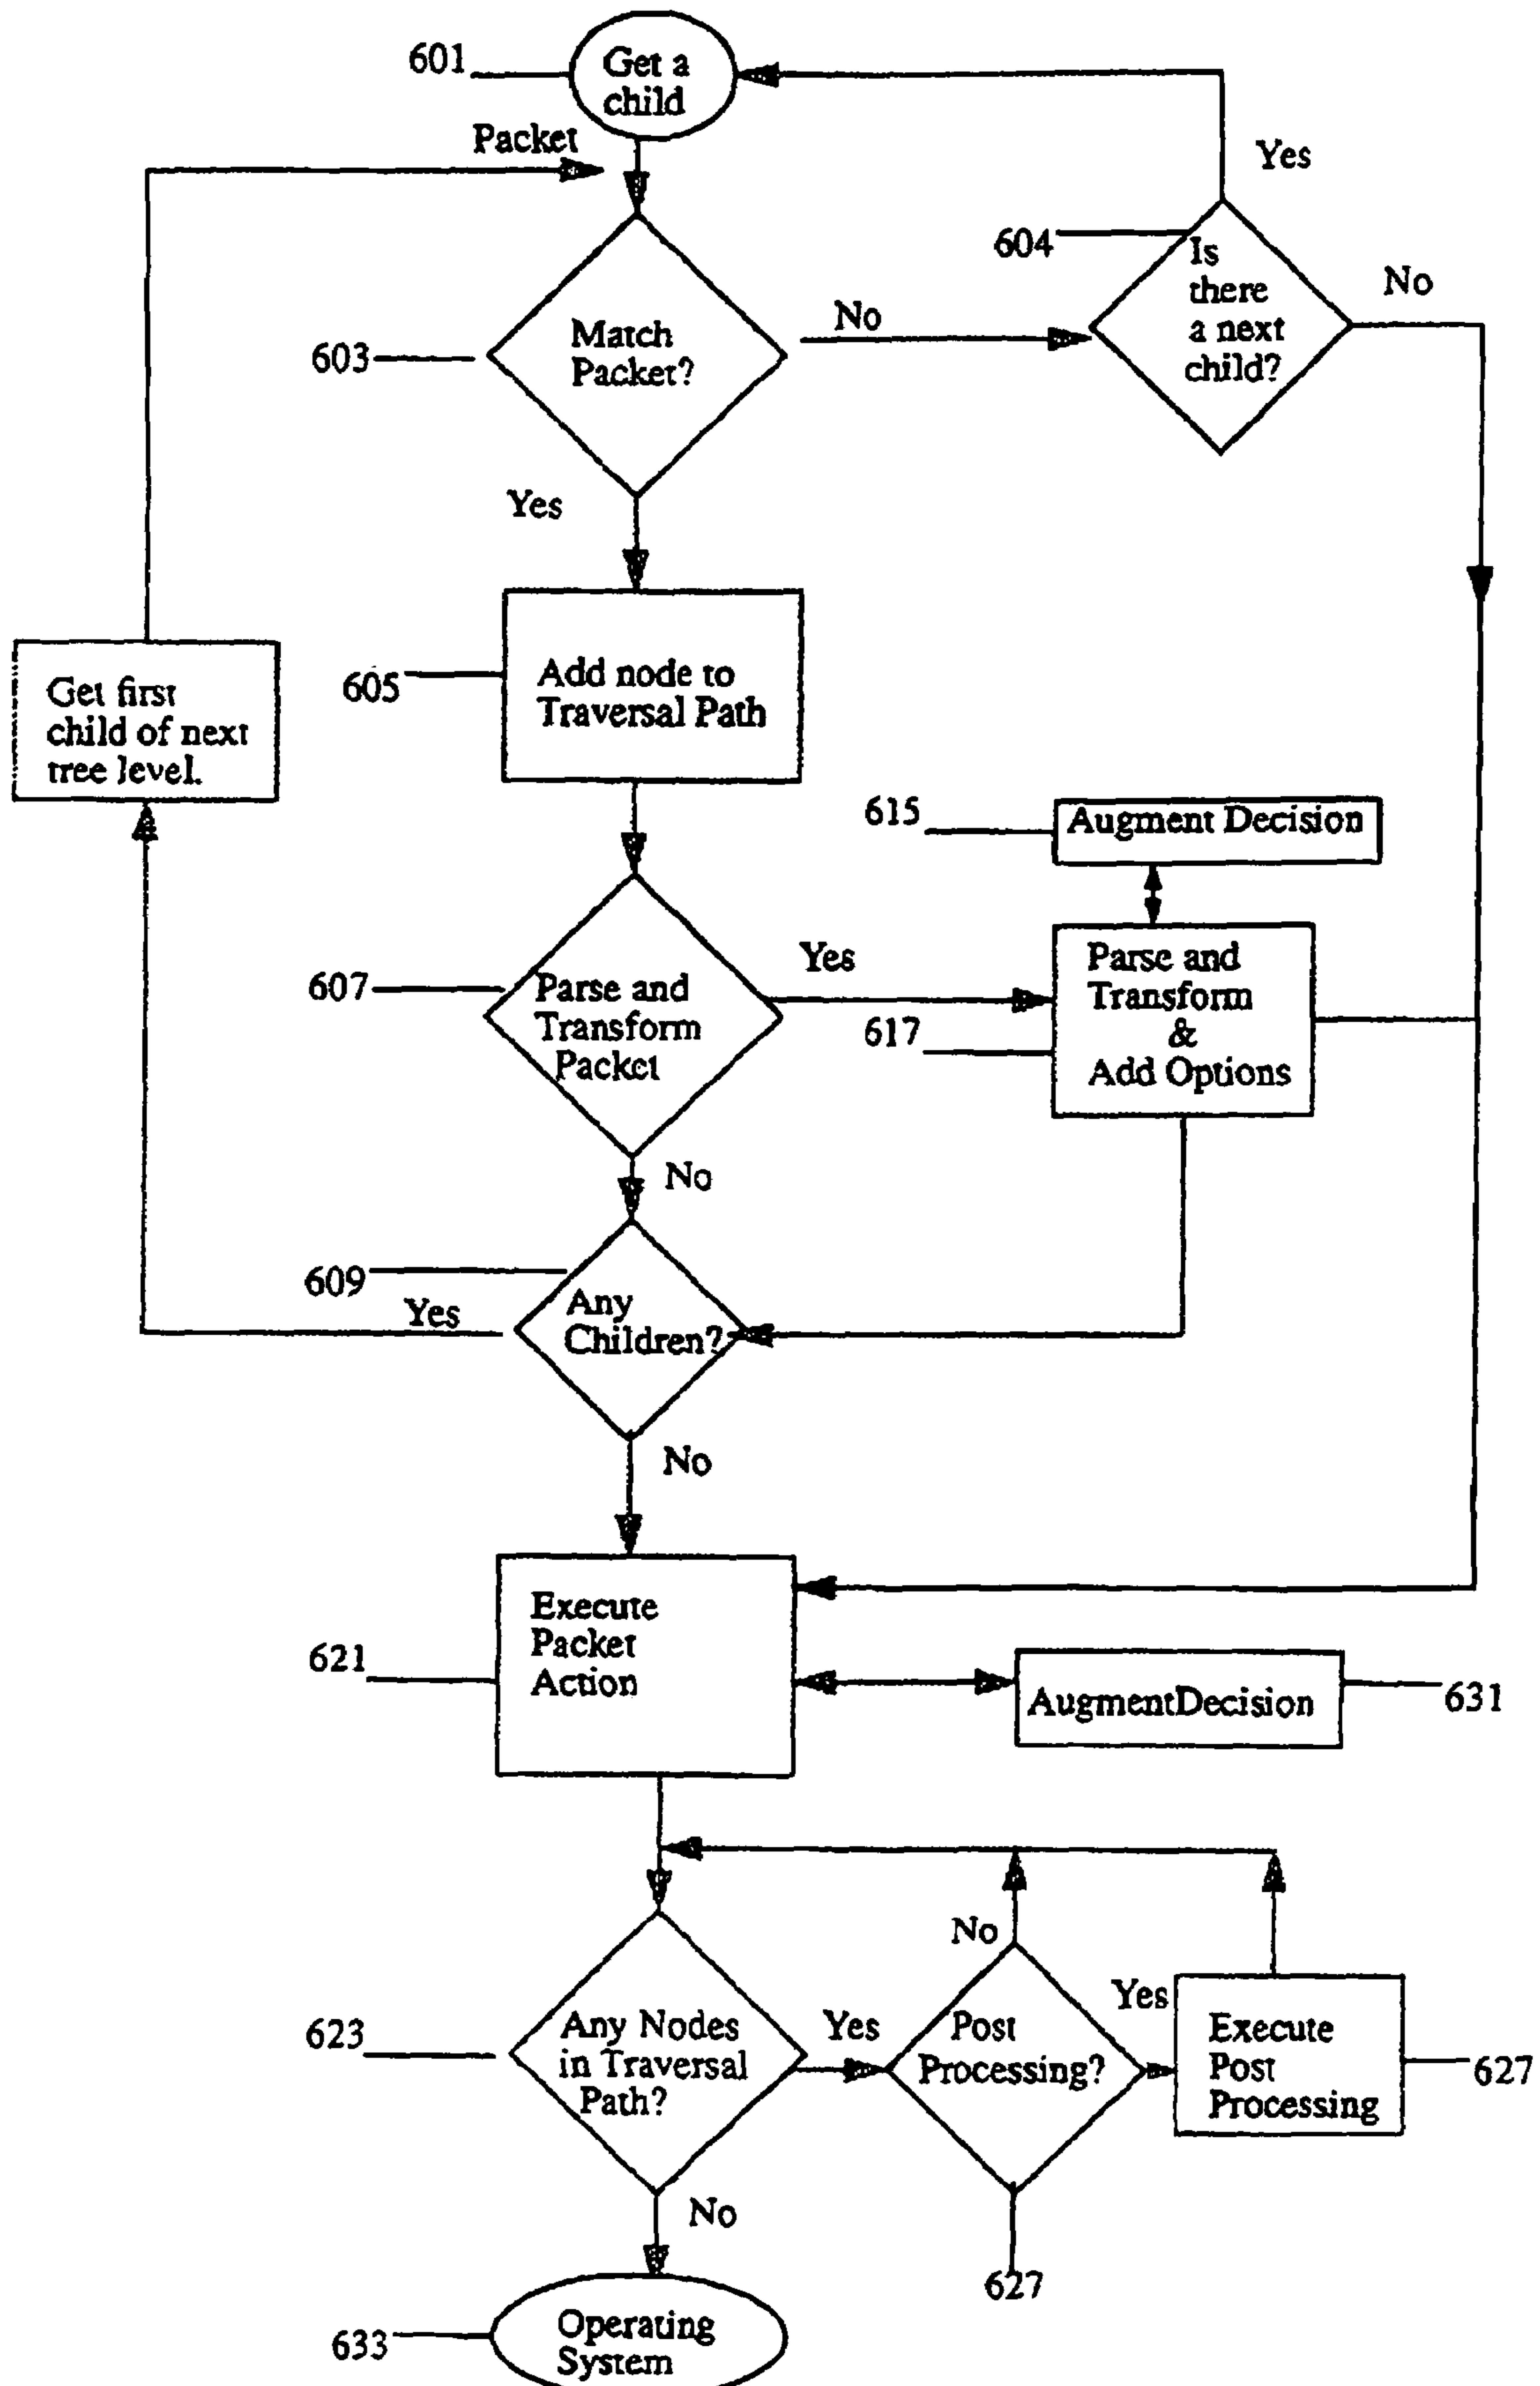 601
Get a
child
Packet
Yes
604
Is
there
a next
child?
No
603
Match
Packet?
No
Yes
605
Add node to
Traversal Path
Get first
child of next
tree level.
615
Augment Decision
607
Parse and
Transform
Packet
Yes
617
Parse and
Transform
&
Add Options
No
609
Yes
Any
Children?
No
621
Execute
Packet
Action
AugmentDecision
631
623
Any Nodes
in Traversal
Path?
Yes
No
Post
Processing?
Yes
Execute
Post
Processing
627
627
No
633
Operating
System